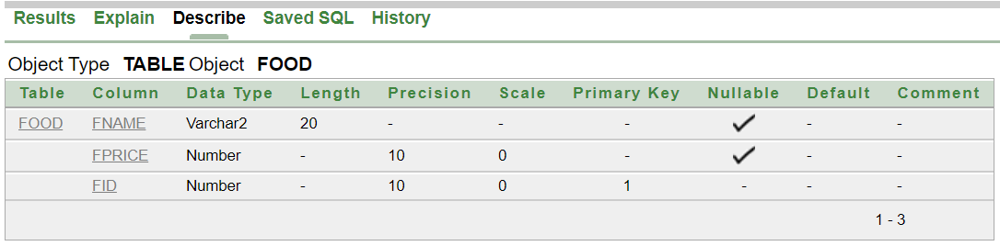 Results Explain Describe Saved SQL History
Object Type TABLE Object FOOD
Table Column Data Type Length Precision Scale Primary Key Nullable Default Comment
FOOD FNAME Varchar2 20 - - - - -
FPRICE Number - 10 0 - - -
FID Number - 10 0 1 - - -
1 - 3